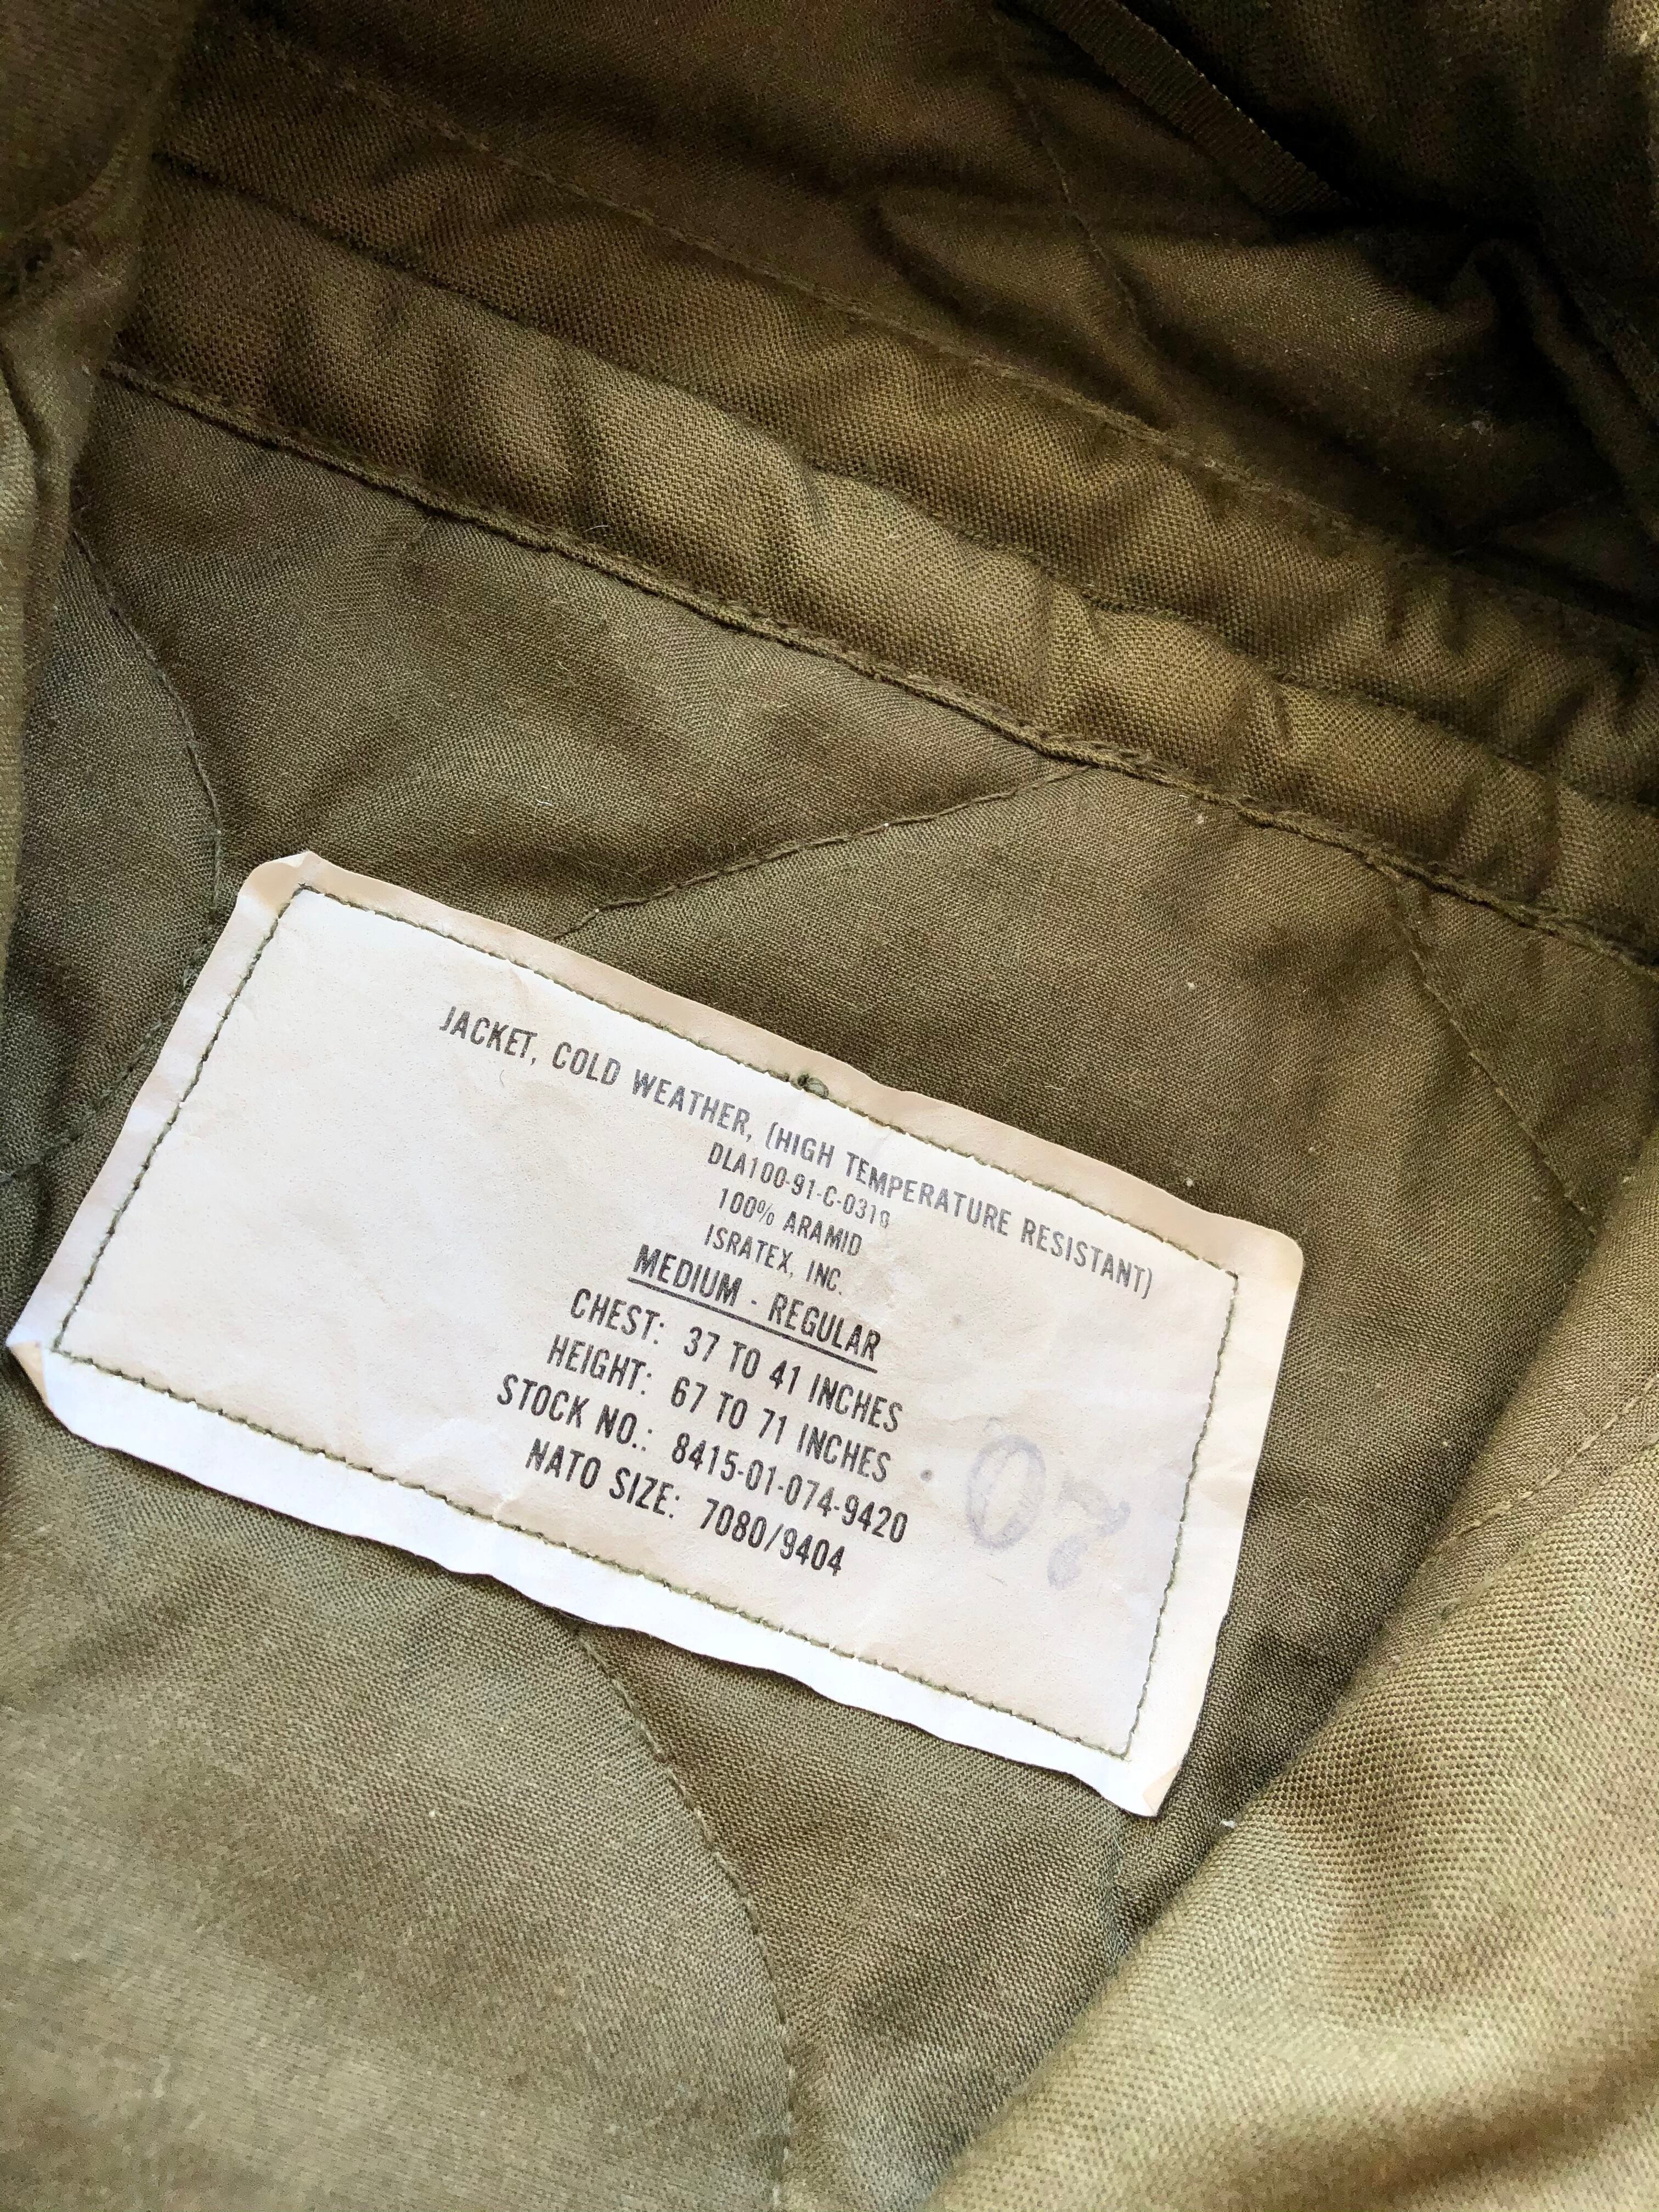 JACKET, COLD WEATHER, (HIGH TEMPERATURE RESISTANT)
DLA100-91-C-0319
100% ARAMID
ISRATEX, INC.
MEDIUM - REGULAR
CHEST: 37 TO 41 INCHES
HEIGHT: 67 TO 71 INCHES
STOCK NO.: 8415-01-074-9420
NATO SIZE: 7080/9404